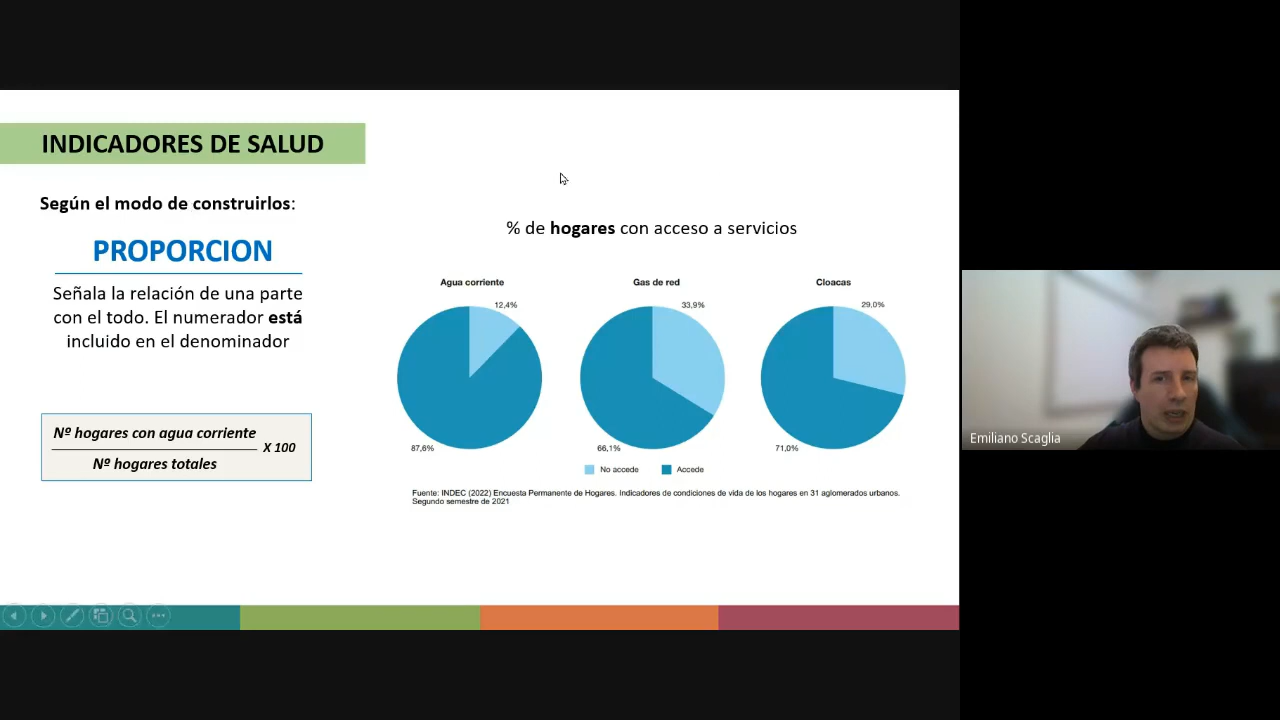 INDICADORES DE SALUD
Según el modo de construirlos:
PROPORCION
Señala la relación de una parte
con el todo. El numerador está
incluido en el denominador
Nº hogares con agua corriente
X 100
Nº hogares totales
% de hogares con acceso a servicios
Agua corriente
12,4%
87,6%
Gas de red
33,9%
66,1%
Cloacas
29,0%
71,0%
No accede
Accede
Fuente: INDEC (2022) Encuesta Permanente de Hogares. Indicadores de condiciones de vida de los hogares en 31 aglomerados urbanos.
Segundo semestre de 2021
Emiliano Scaglia